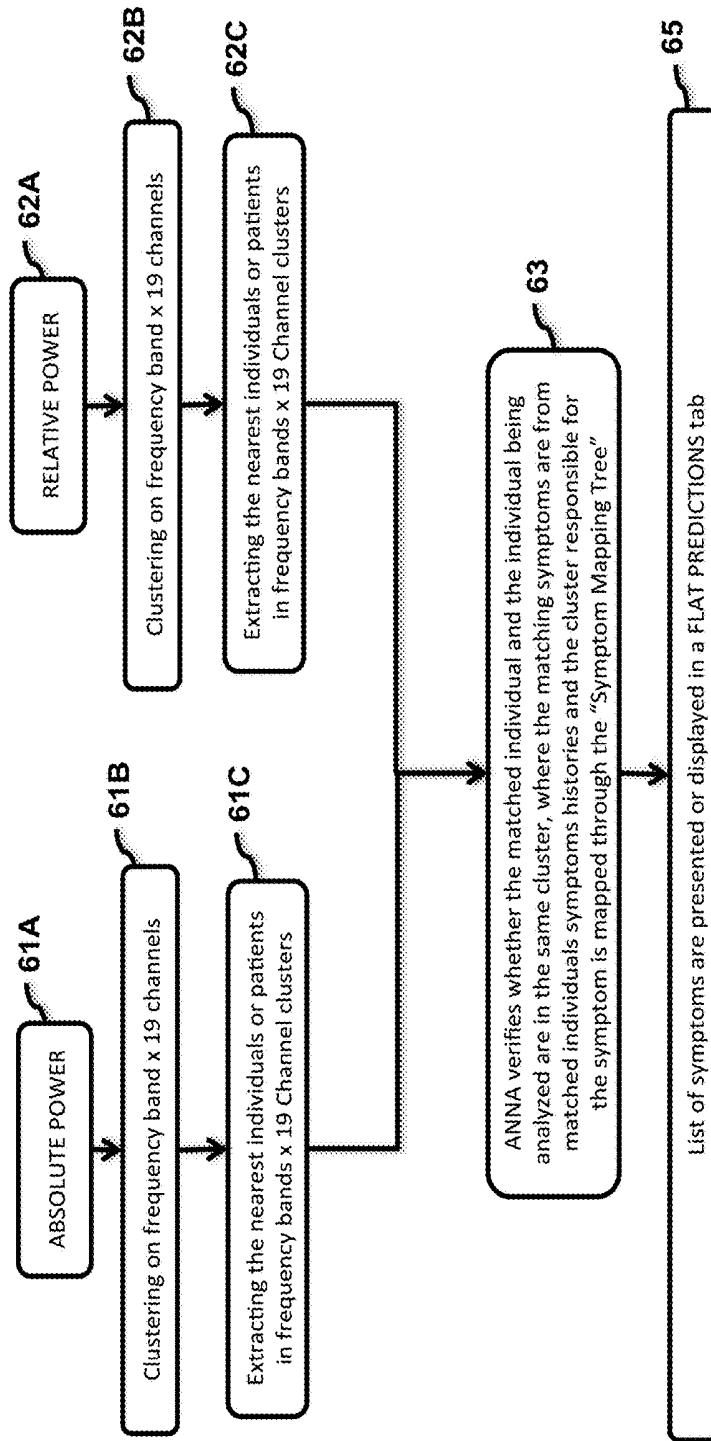 61A
ABSOLUTE POWER
61B
Clustering on frequency band x 19 channels
61C
Extracting the nearest individuals or patients
in frequency bands x 19 Channel clusters
62A
RELATIVE POWER
62B
Clustering on frequency band x 19 channels
62C
Extracting the nearest individuals or patients
in frequency bands x 19 Channel clusters
63
ANNA verifies whether the matched individual and the individual being
analyzed are in the same cluster, where the matching symptoms are from
matched individuals symptoms histories and the cluster responsible for
the symptom is mapped through the “Symptom Mapping Tree”
65
List of symptoms are presented or displayed in a FLAT PREDICTIONS tab